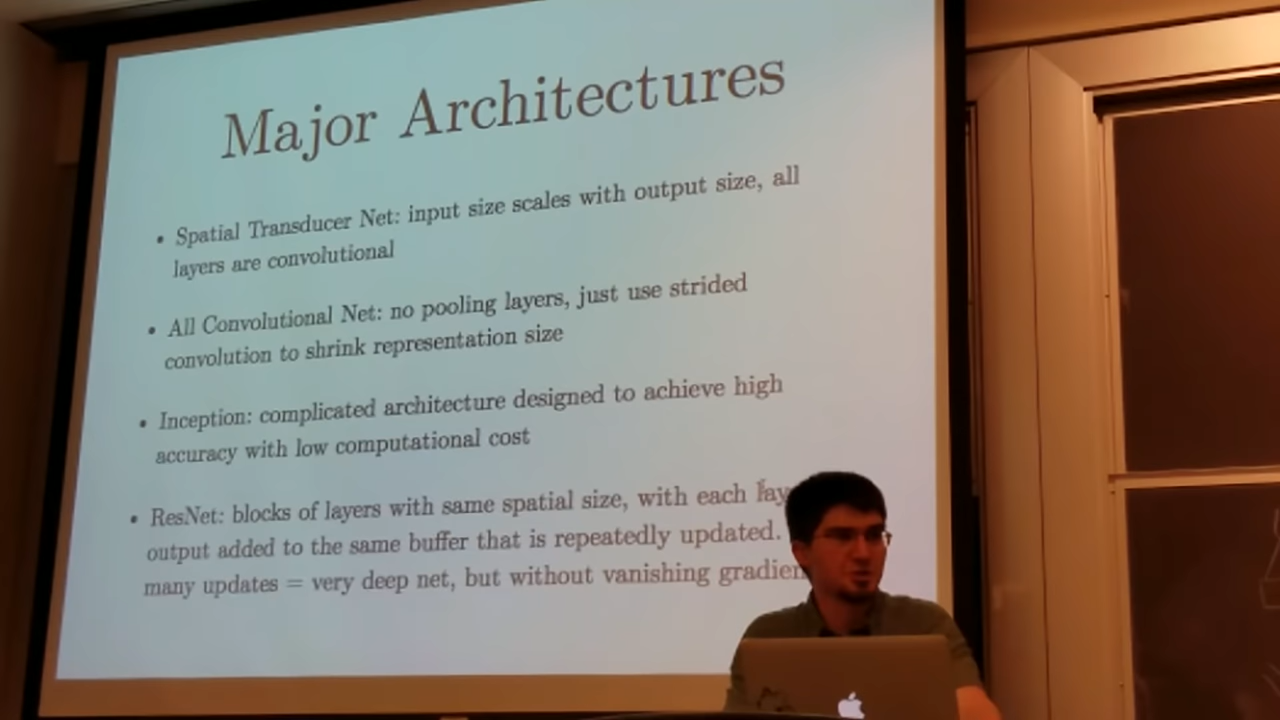 Major Architectures
• Spatial Transducer Net: input size scales with output size, all
layers are convolutional
• All Convolutional Net: no pooling layers, just use strided
convolution to shrink representation size
• Inception: complicated architecture designed to achieve high
accuracy with low computational cost
• ResNet: blocks of layers with same spatial size, with each
output added to the same buffer that is repeatedly updated.
many updates = very deep net, but without vanishing